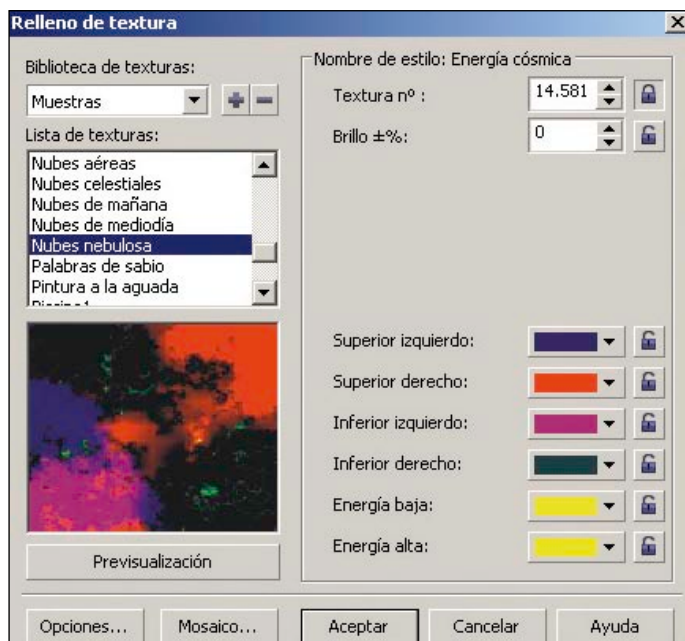 Relleno de textura
Biblioteca de texturas:
Muestras
Lista de texturas:
Nubes aéreas
Nubes celestiales
Nubes de mañana
Nubes de mediodía
Nubes nebulosa
Palabras de sabio
Pintura a la aguada
Previsualización
Nombre de estilo: Energía cósmica
Textura nº :
14.581
Brillo ±%:
0
Superior izquierdo:
Superior derecho:
Inferior izquierdo:
Inferior derecho:
Energía baja:
Energía alta:
Opciones...
Mosaico...
Aceptar
Cancelar
Ayuda